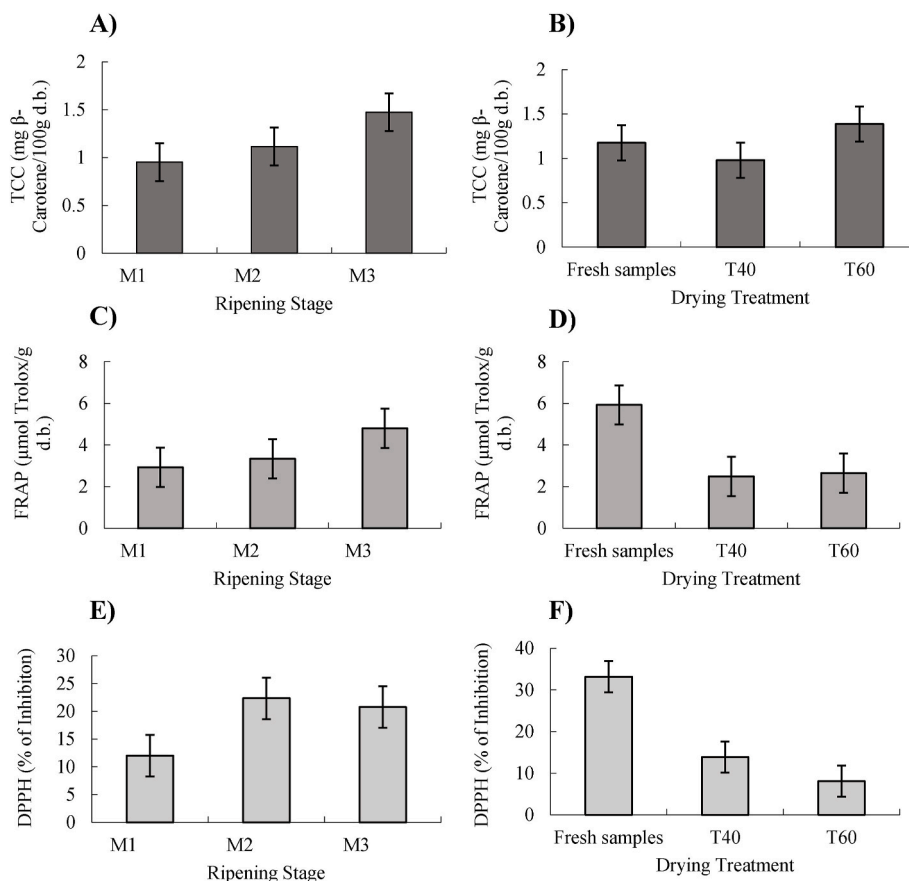 A)
TCC (mg β-
Carotene/100g d.b.)
2
1.5
1
0.5
0
M1 M2 M3
Ripening Stage
B)
TCC (mg β-
Carotene/100g d.b.)
2
1.5
1
0.5
0
Fresh samples T40 T60
Drying Treatment
C)
FRAP (µmol Trolox/g
d.b.)
8
6
4
2
0
M1 M2 M3
Ripening Stage
D)
FRAP (µmol Trolox/g
d.b.)
8
6
4
2
0
Fresh samples T40 T60
Drying Treatment
E)
DPPH (% of Inhibition)
30
25
20
15
10
5
0
M1 M2 M3
Ripening Stage
F)
DPPH (% of Inhibition)
40
30
20
10
0
Fresh samples T40 T60
Drying Treatment